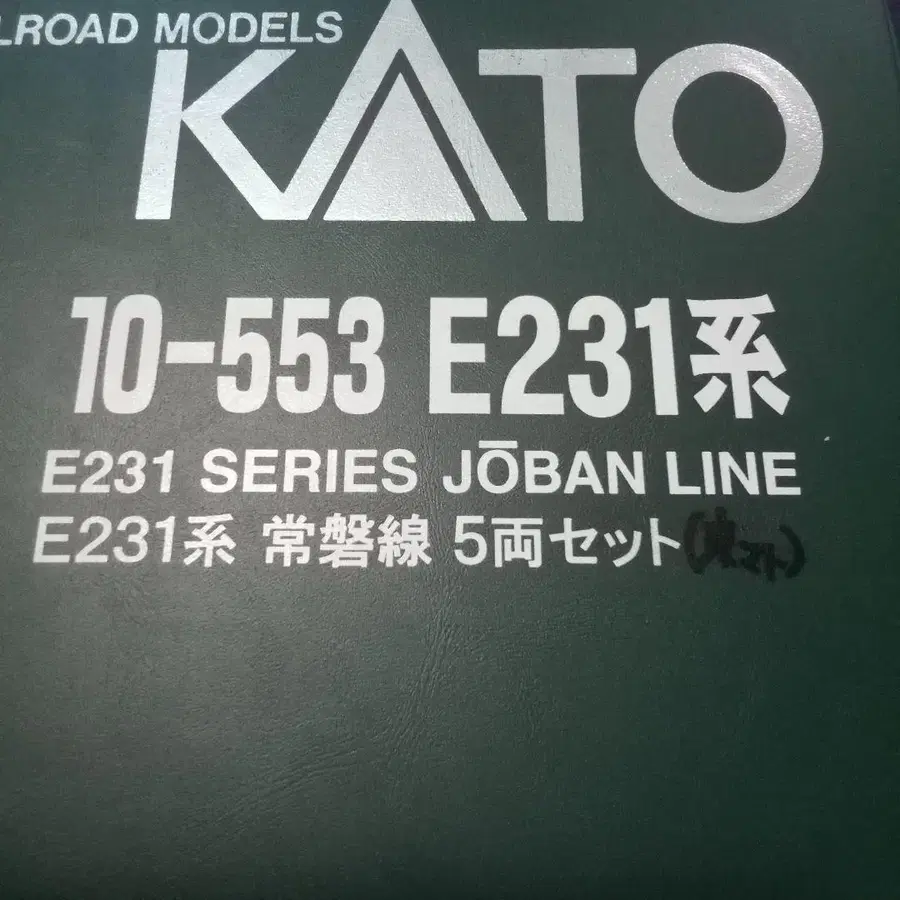 LROAD MODELS
KATO
10-553 E231系
E231 SERIES JŌBAN LINE
E231系 常磐線 5両セット